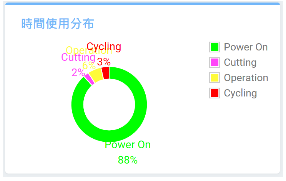 時間使用分布
Cycling
3%
Cutting
2%
Power On
88%
Power On
Cutting
Operation
Cycling